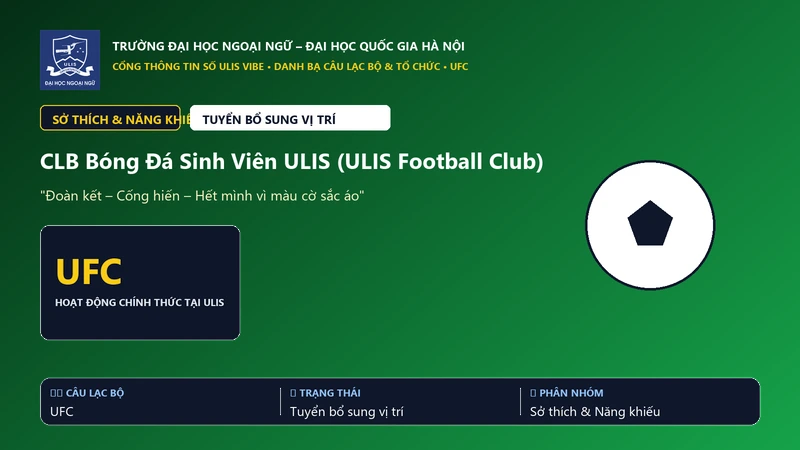 ULIS
ĐẠI HỌC NGOẠI NGỮ
TRƯỜNG ĐẠI HỌC NGOẠI NGỮ – ĐẠI HỌC QUỐC GIA HÀ NỘI
CỔNG THÔNG TIN SỐ ULIS VIBE • DANH BẠ CÂU LẠC BỘ & TỔ CHỨC • UFC
SỞ THÍCH & NĂNG KHIẾ
TUYỂN BỔ SUNG VỊ TRÍ
CLB Bóng Đá Sinh Viên ULIS (ULIS Football Club)
"Đoàn kết – Cống hiến – Hết mình vì màu cờ sắc áo"
UFC
HOẠT ĐỘNG CHÍNH THỨC TẠI ULIS
CÂU LẠC BỘ
UFC
TRẠNG THÁI
Tuyển bổ sung vị trí
PHÂN NHÓM
Sở thích & Năng khiếu